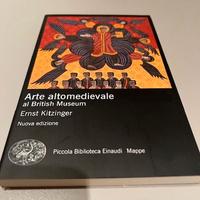 Arte altomedievale
al British Museum
Ernst Kitzinger
Nuova edizione
Piccola Biblioteca Einaudi Mappe